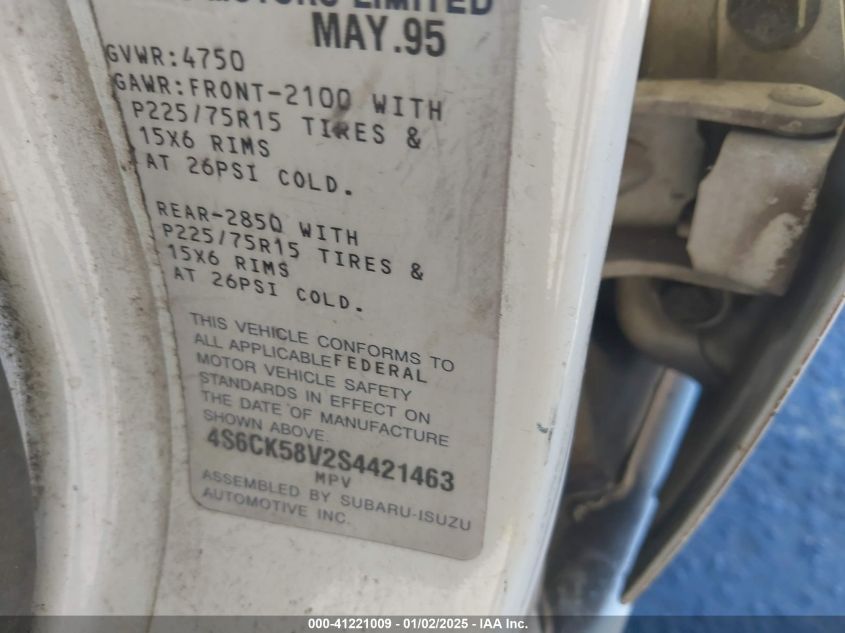 MOTORS LIMITED
MAY.95
GVWR:4750
GAWR:FRONT-2100 WITH
P225/75R15 TIRES &
15X6 RIMS
AT 26PSI COLD.
REAR-2850 WITH
P225/75R15 TIRES &
15X6 RIMS
AT 26PSI COLD.
THIS VEHICLE CONFORMS TO
ALL APPLICABLE FEDERAL
MOTOR VEHICLE SAFETY
STANDARDS IN EFFECT ON
THE DATE OF MANUFACTURE
SHOWN ABOVE.
4S6CK58V2S4421463
MPV
ASSEMBLED BY SUBARU-ISUZU
AUTOMOTIVE INC.
000-41221009 - 01/02/2025 - IAA Inc.